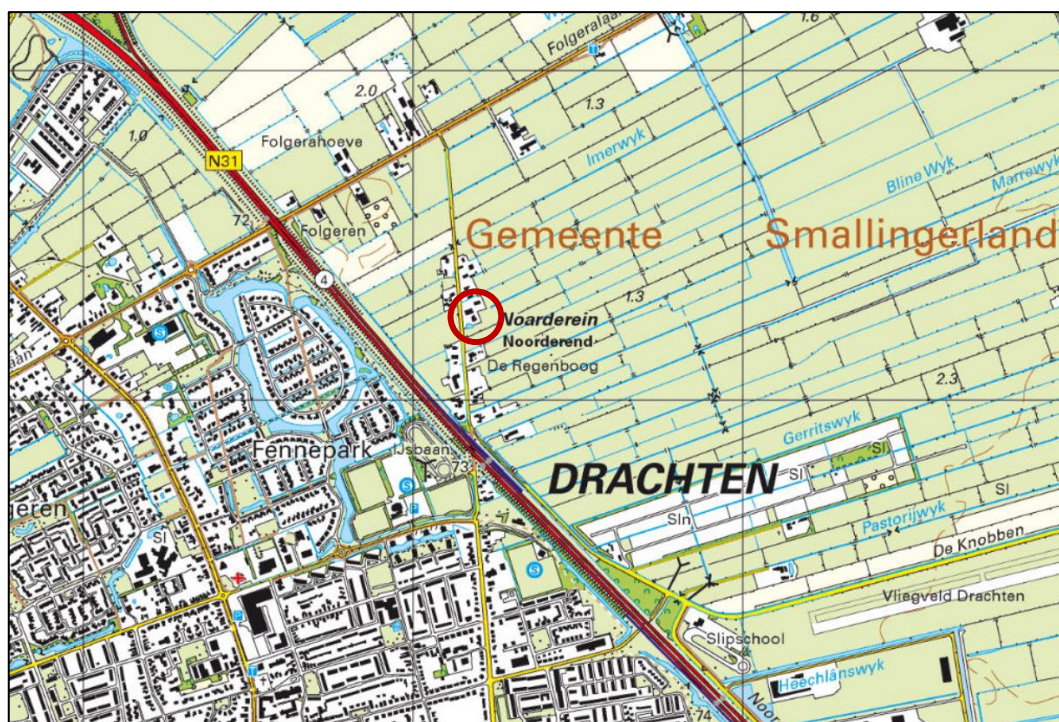 1.6
Folgeralaan
T
1.0
2.0
1.3
Folgerahoeve
Imerwyk
N31
Bline Wyk
Marrewyk
72
Folgeren
Gemeente
Smallingerland
4
1.3
Noarderein
Noorderend
S
De Regenboog
2.3
Gerritswyk
Fennepark
IJsbaan
73
DRACHTEN
Sl
Sl
S
Sl
geren
P
Sln
Pastorijwyk
Sl
De Knobben
S
Vliegveld Drachten
P
Slipschool
T
Heechlânswyk
Noor
74